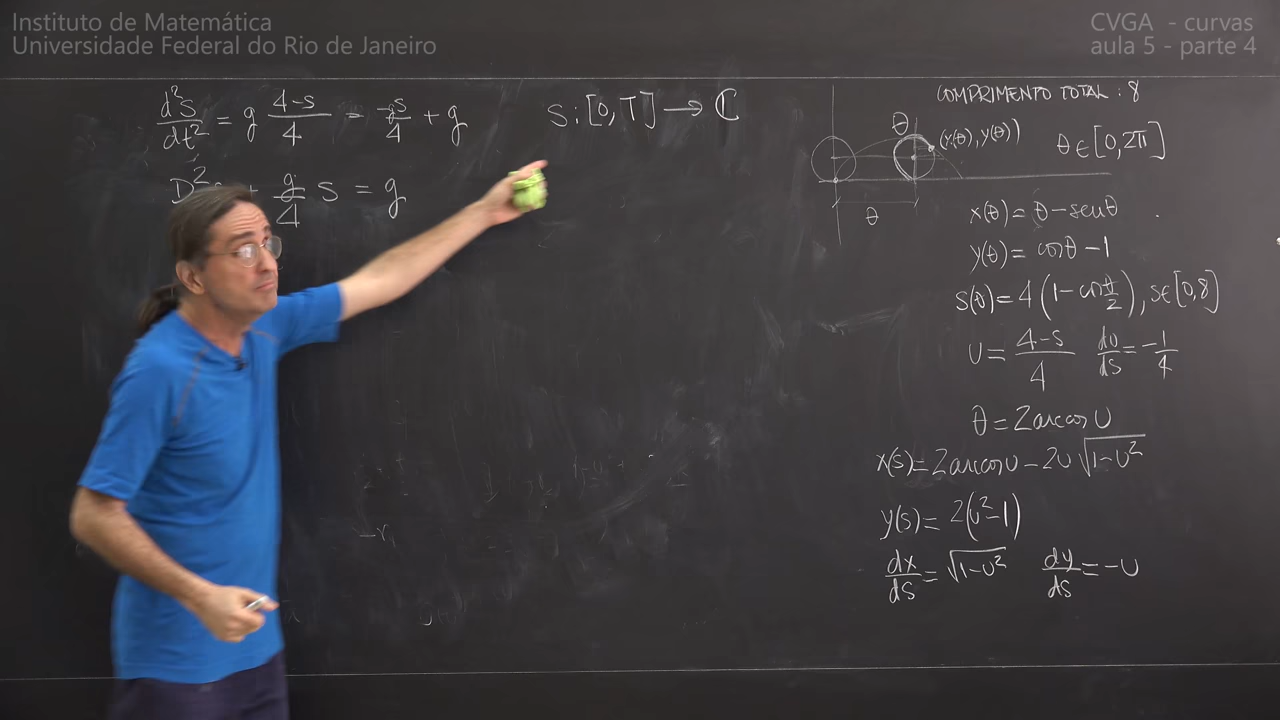 Instituto de Matemática
Universidade Federal do Rio de Janeiro
CVGA - curvas
aula 5 - parte 4
d²s/dt² = g (4-s)/4 = -gs/4 + g
D² + g/4 s = g
S : [0,T] → ℂ
COMPRIMENTO TOTAL : 8
θ
(x(θ), y(θ))
θ ∈ [0,2π]
θ
x(θ) = θ - senθ
y(θ) = cosθ - 1
s(θ) = 4(1 - cos θ/2), s∈[0,8]
U = (4-s)/4 du/ds = -1/4
θ = 2 arccos U
x(s) = 2 arccos U - 2U √(1-U²)
y(s) = 2(U²-1)
dx/ds = √(1-U²) dy/ds = -U